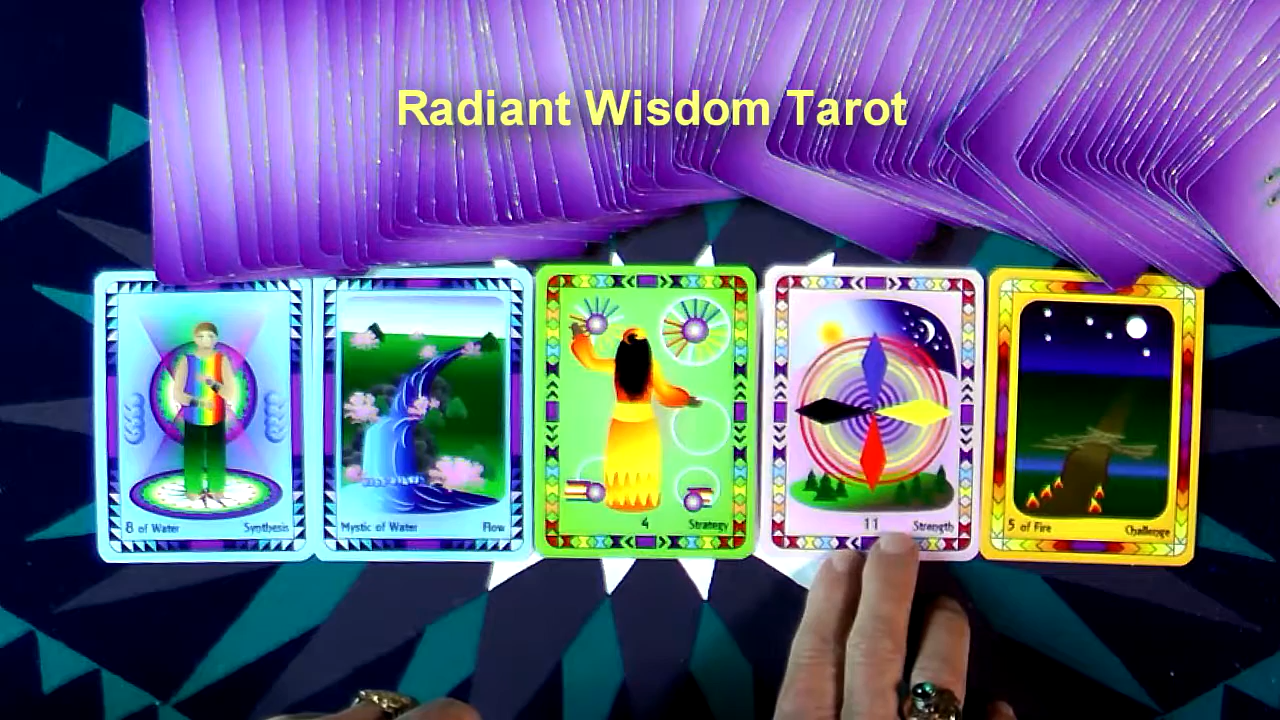 Radiant Wisdom Tarot
8 of Water Synthesis
Mystic of Water Flow
4 Strategy
11 Strength
5 of Fire Challenge